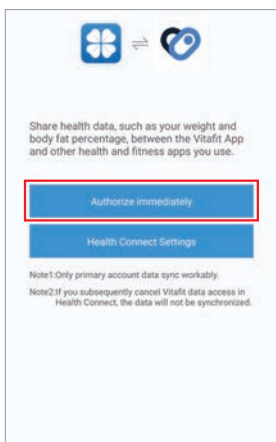 Share health data, such as your weight and
body fat percentage, between the Vitafit App
and other health and fitness apps you use.
Authorize immediately
Health Connect Settings
Note1:Only primary account data sync workably.
Note2:If you subsequently cancel Vitafit data access in
Health Connect, the data will not be synchronized.